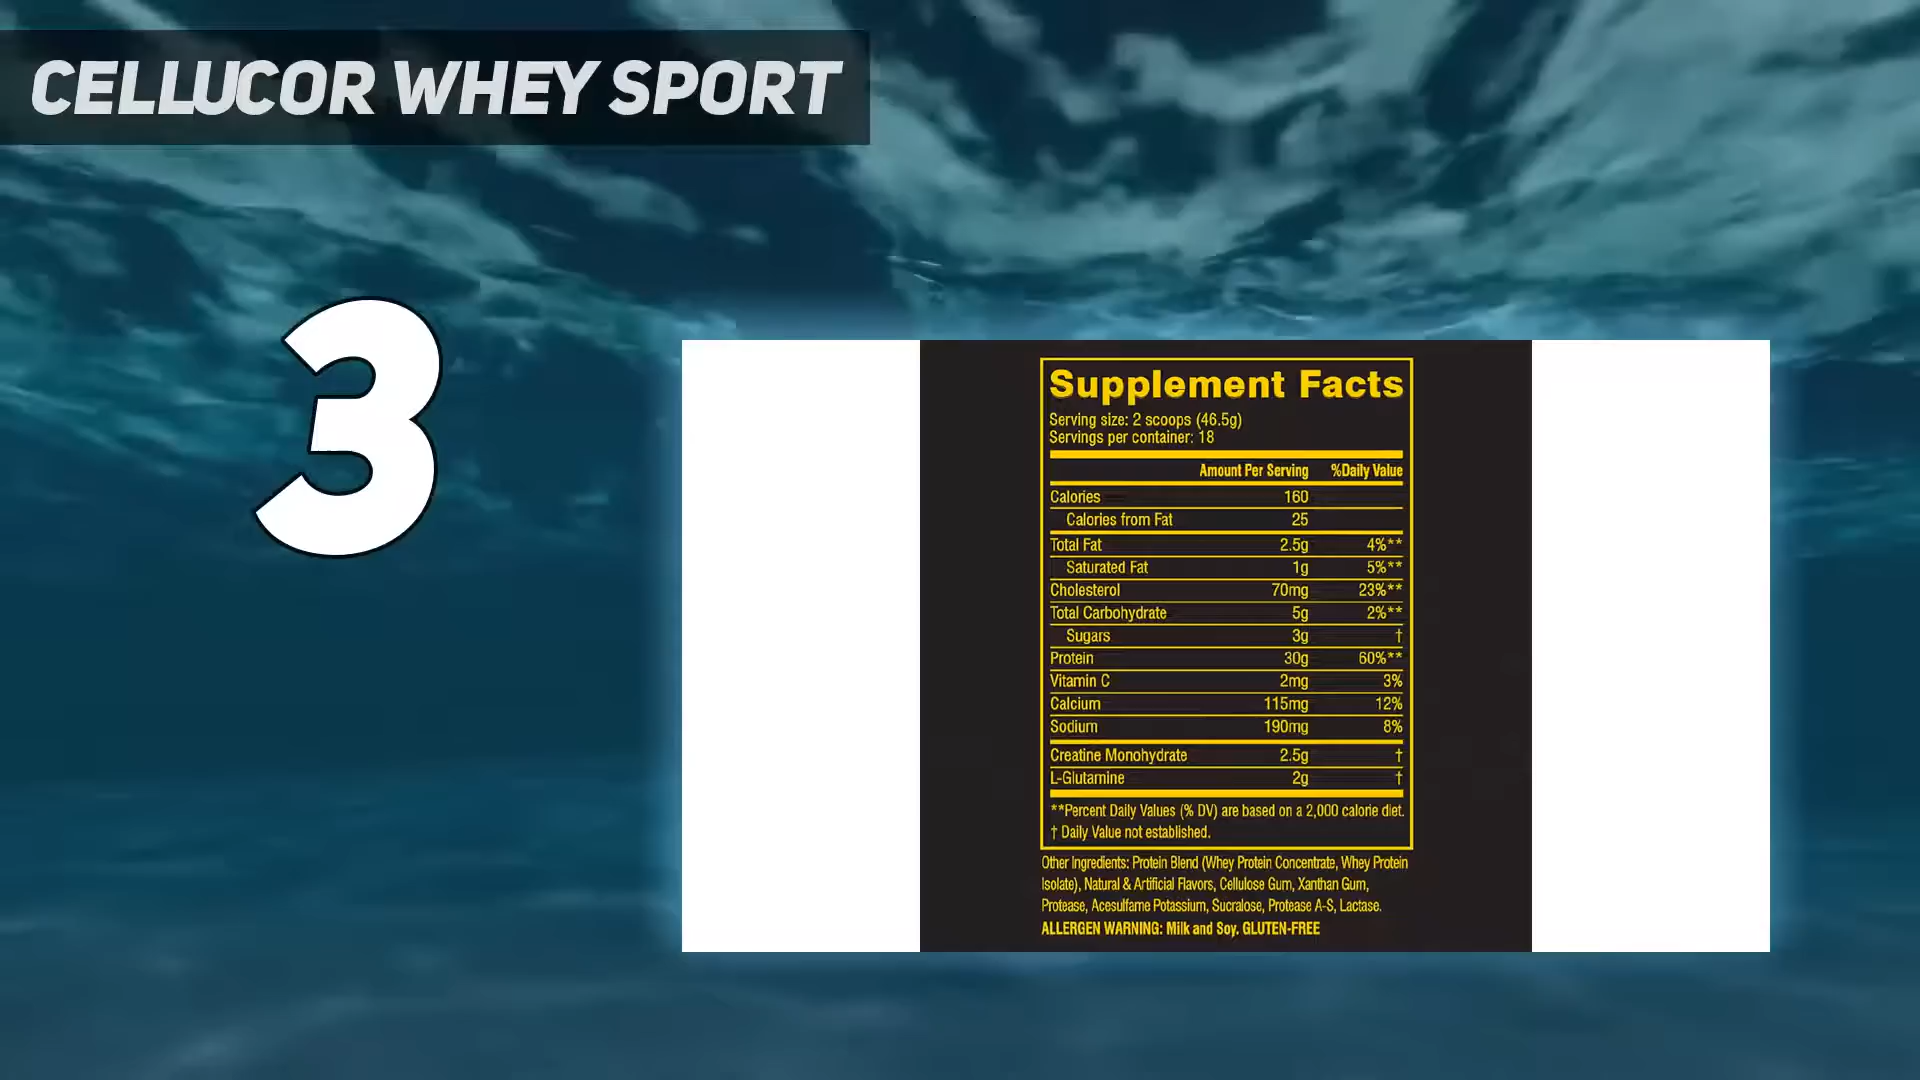 CELLUCOR WHEY SPORT
3
Supplement Facts
Serving size: 2 scoops (46.5g)
Servings per container: 18
Amount Per Serving %Daily Value
Calories 160
Calories from Fat 25
Total Fat 2.5g 4%**
Saturated Fat 1g 5%**
Cholesterol 70mg 23%**
Total Carbohydrate 5g 2%**
Sugars 3g †
Protein 30g 60%**
Vitamin C 2mg 3%
Calcium 115mg 12%
Sodium 190mg 8%
Creatine Monohydrate 2.5g †
L-Glutamine 2g †
**Percent Daily Values (% DV) are based on a 2,000 calorie diet.
† Daily Value not established.
Other Ingredients: Protein Blend (Whey Protein Concentrate, Whey Protein
Isolate), Natural & Artificial Flavors, Cellulose Gum, Xanthan Gum,
Protease, Acesulfame Potassium, Sucralose, Protease A-S, Lactase.
ALLERGEN WARNING: Milk and Soy. GLUTEN-FREE